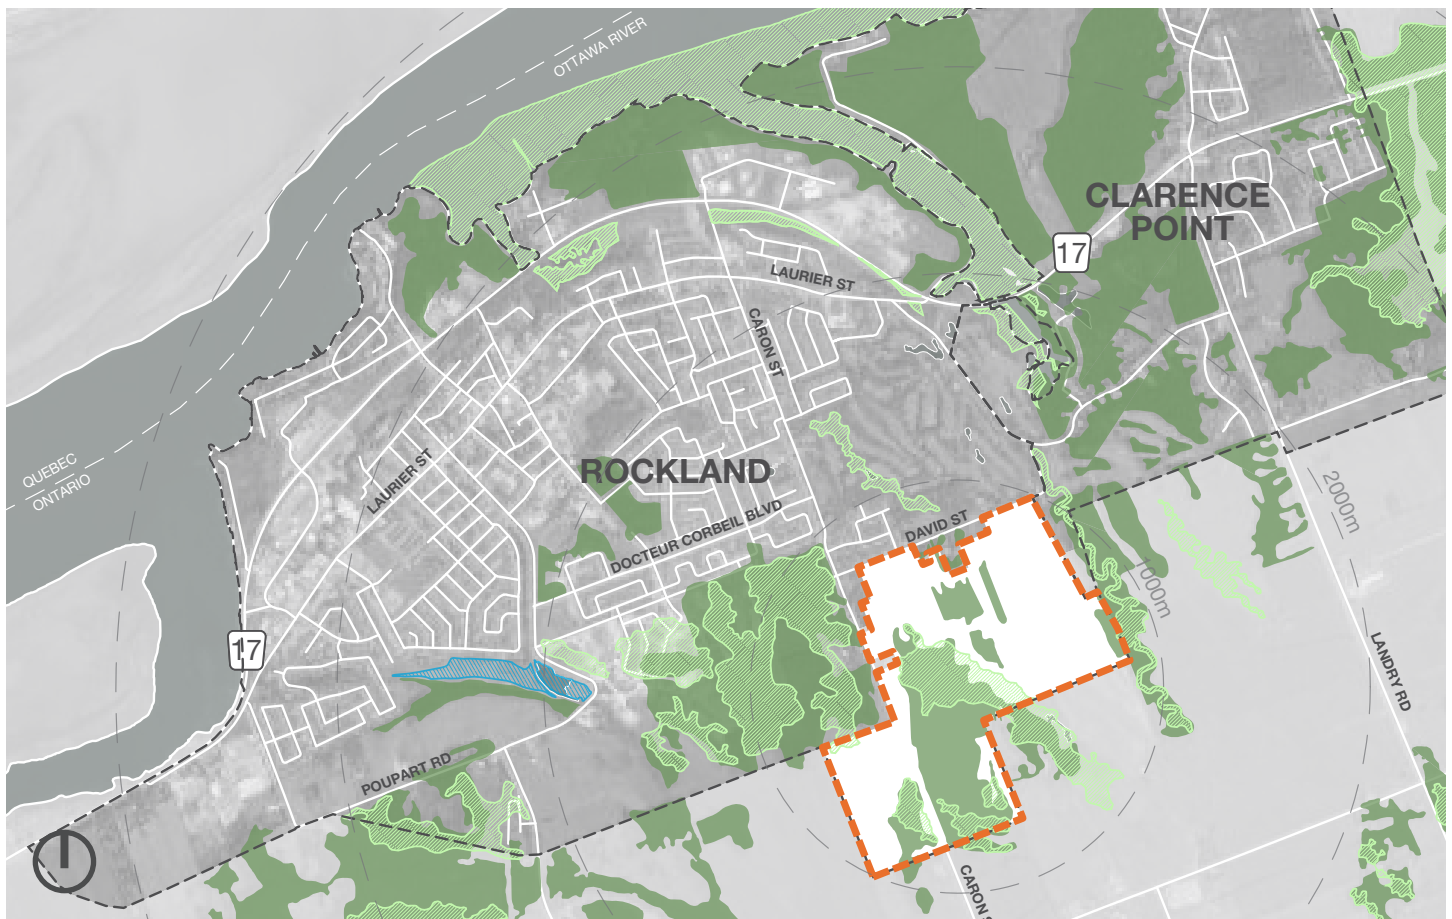 OTTAWA RIVER
CLARENCE
POINT
17
LAURIER ST
CARON ST
QUEBEC
ONTARIO
LAURIER ST
ROCKLAND
DOCTEUR CORBEIL BLVD
DAVID ST
2000m
1000m
17
LANDRY RD
POUPART RD
CARON S